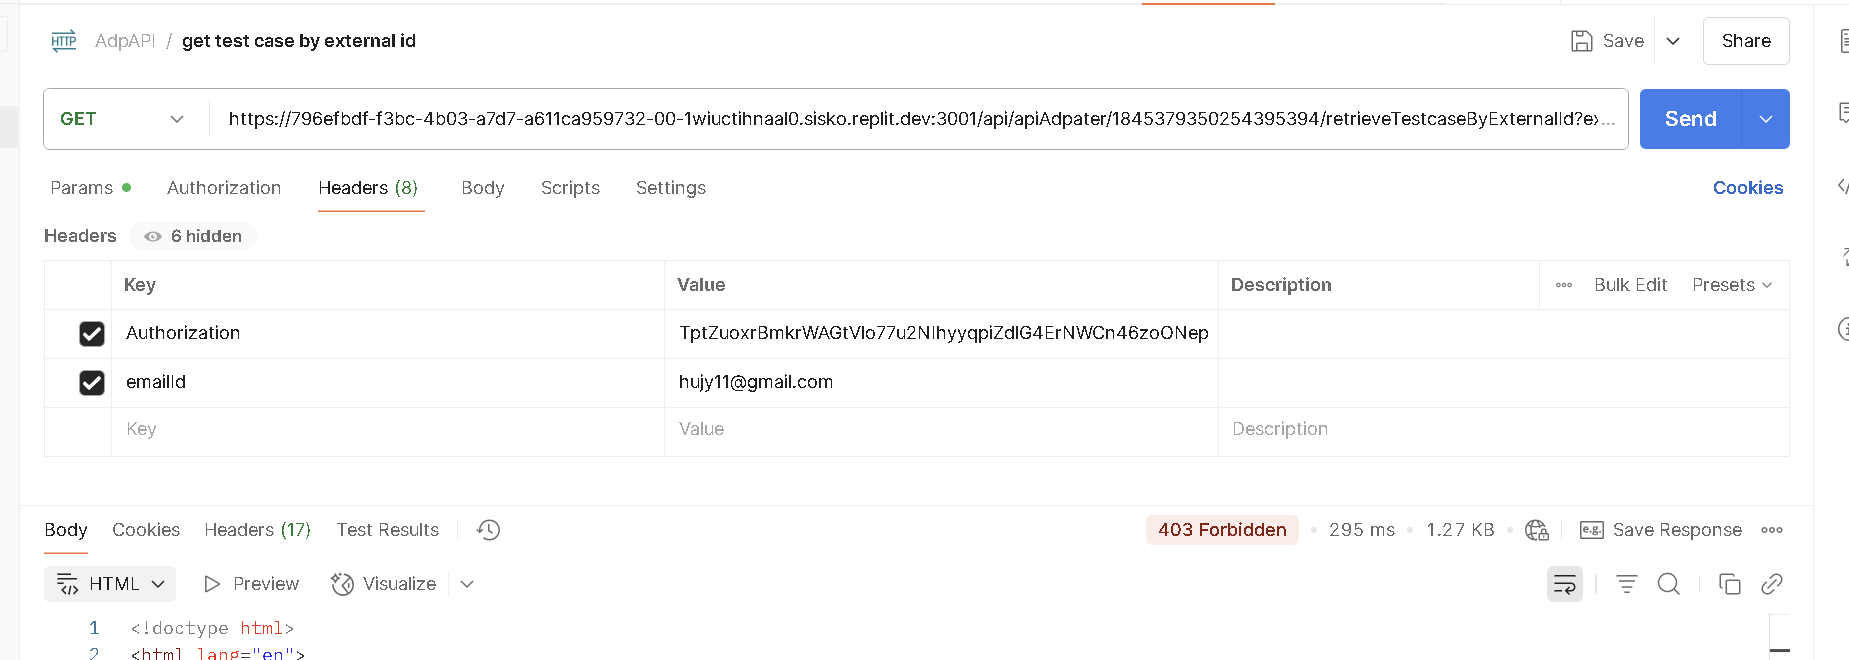 HTTP AdpAPI / get test case by external id Save Share
GET https://796efbdf-f3bc-4b03-a7d7-a611ca959732-00-1wiuctihnaal0.sisko.replit.dev:3001/api/apiAdpater/1845379350254395394/retrieveTestcaseByExternalId?ex... Send
Params Authorization Headers (8) Body Scripts Settings Cookies
Headers 6 hidden
Key Value Description Bulk Edit Presets
Authorization TptZuoxrBmkrWAGtVlo77u2NIhyyqpiZdlG4ErNWCn46zoONep
emailId hujy11@gmail.com
Key Value Description
Body Cookies Headers (17) Test Results 403 Forbidden • 295 ms • 1.27 KB • e.g. Save Response
HTML Preview Visualize
1 <!doctype html>
2 <html lang="en">